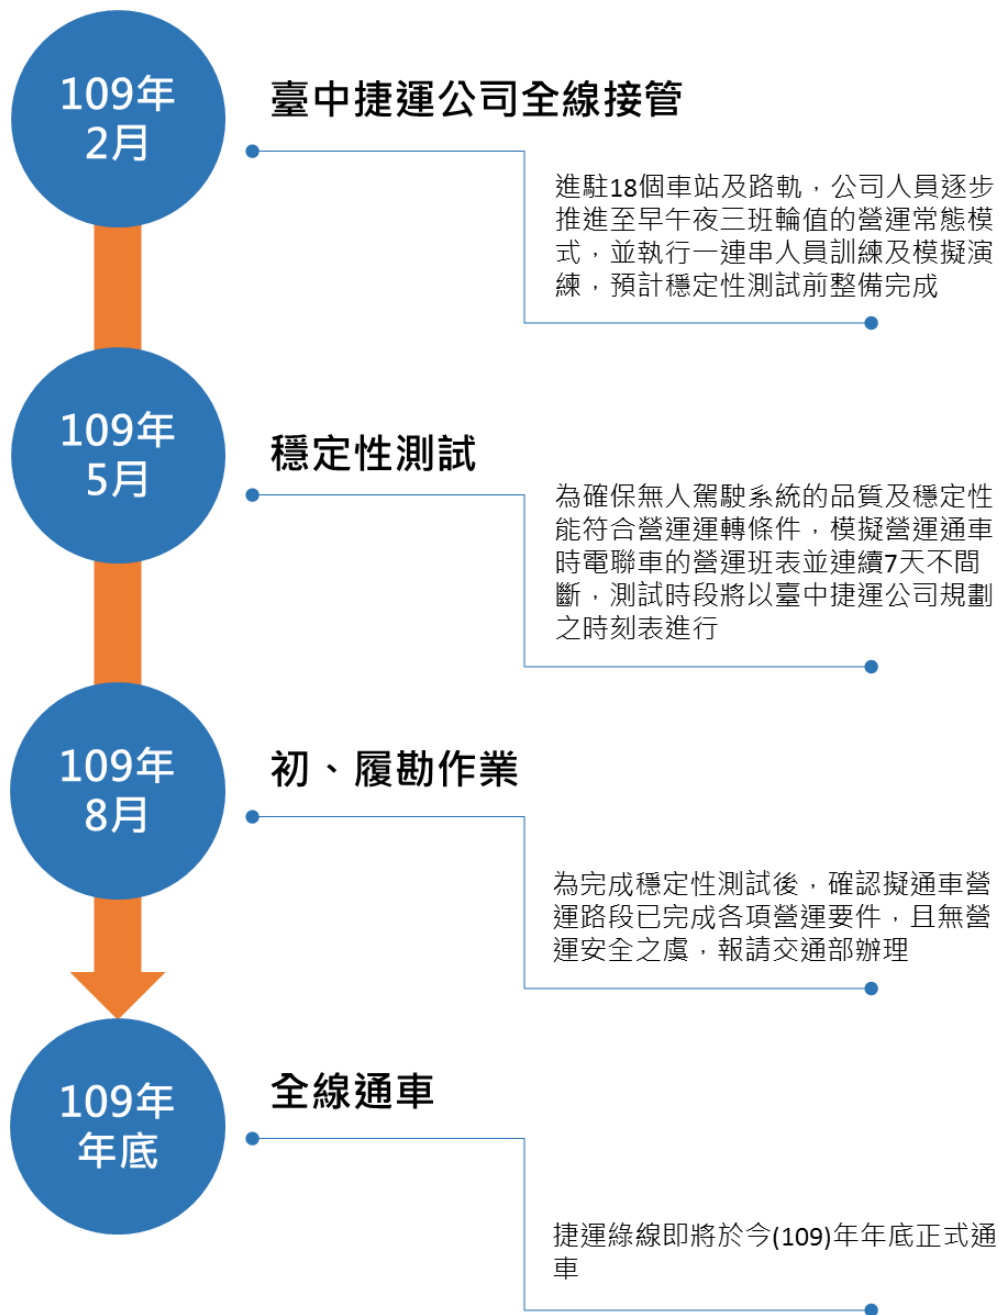 109年
2月
臺中捷運公司全線接管
進駐18個車站及路軌，公司人員逐步
推進至早午夜三班輪值的營運常態模
式，並執行一連串人員訓練及模擬演
練，預計穩定性測試前整備完成
109年
5月
穩定性測試
為確保無人駕駛系統的品質及穩定性
能符合營運運轉條件，模擬營運通車
時電聯車的營運班表並連續7天不間
斷，測試時段將以臺中捷運公司規劃
之時刻表進行
109年
8月
初、履勘作業
為完成穩定性測試後，確認擬通車營
運路段已完成各項營運要件，且無營
運安全之虞，報請交通部辦理
109年
年底
全線通車
捷運綠線即將於今(109)年年底正式通
車